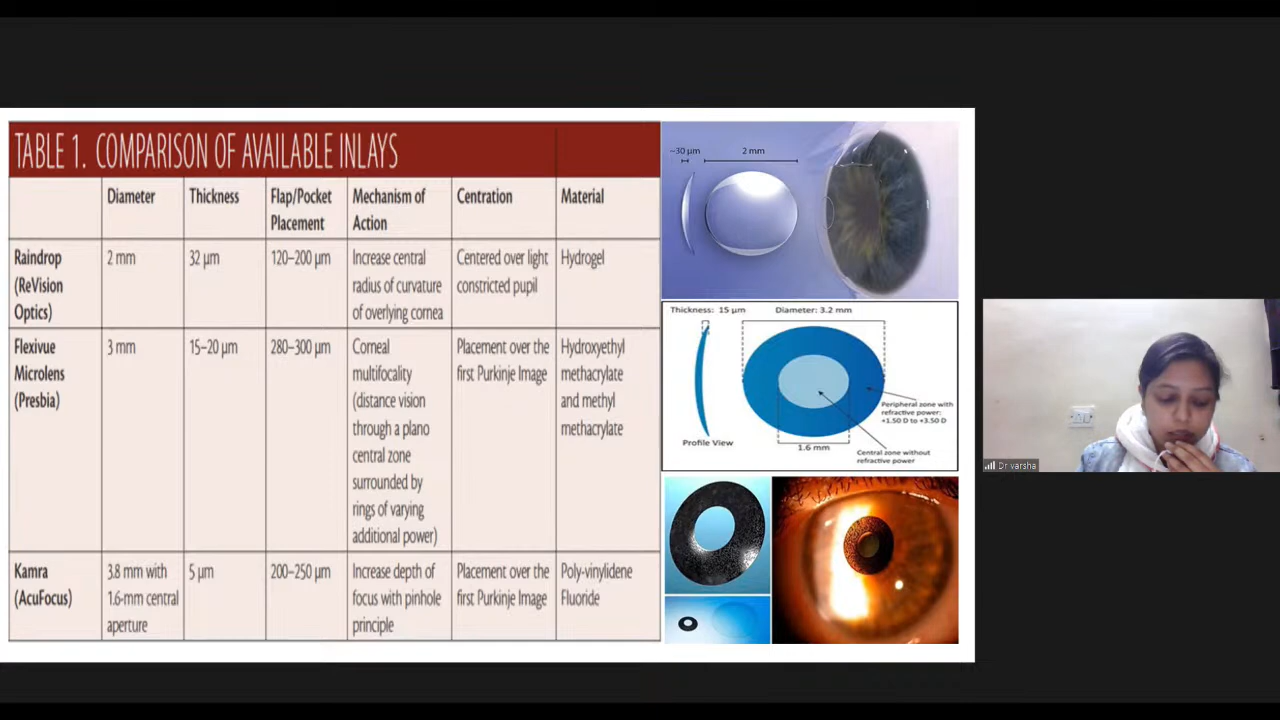 TABLE 1. COMPARISON OF AVAILABLE INLAYS
Diameter
Thickness
Flap/Pocket
Placement
Mechanism of
Action
Centration
Material
Raindrop
(ReVision
Optics)
2 mm
32 µm
120–200 µm
Increase central
radius of curvature
of overlying cornea
Centered over light
constricted pupil
Hydrogel
Flexivue
Microlens
(Presbia)
3 mm
15–20 µm
280–300 µm
Corneal
multifocality
(distance vision
through a plano
central zone
surrounded by
rings of varying
additional power)
Placement over the
first Purkinje Image
Hydroxyethyl
methacrylate
and methyl
methacrylate
Kamra
(AcuFocus)
3.8 mm with
1.6-mm central
aperture
5 µm
200–250 µm
Increase depth of
focus with pinhole
principle
Placement over the
first Purkinje Image
Poly-vinylidene
Fluoride
~30 µm
2 mm
Thickness: 15 µm
Diameter: 3.2 mm
Peripheral zone with
refractive power;
+1.50 D to +3.50 D
Profile View
1.6 mm
Central zone without
refractive power
Dr varsha